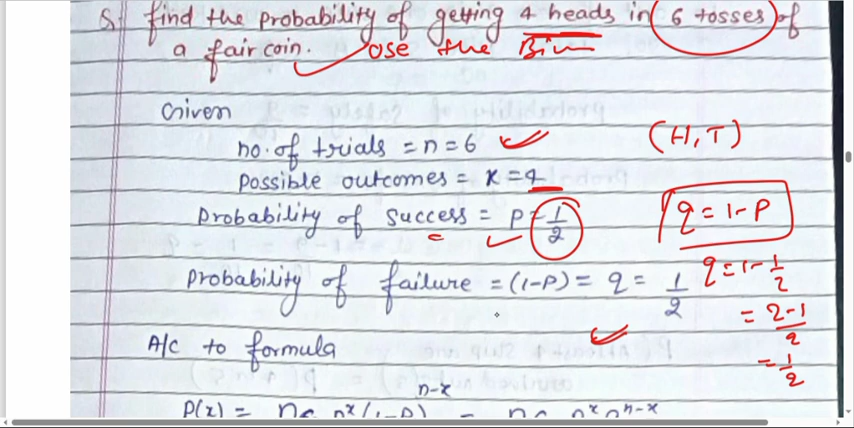 S. find the probability of getting 4 heads in 6 tosses of
a fair coin. Use the Bin
Given
no. of trials = n = 6
(H, T)
possible outcomes = x = 4
Probability of success = p = 1/2
q = 1-P
Probability of failure = (1-P) = q = 1/2
q = 1-1/2
= 2-1/2
= 1/2
A/c to formula